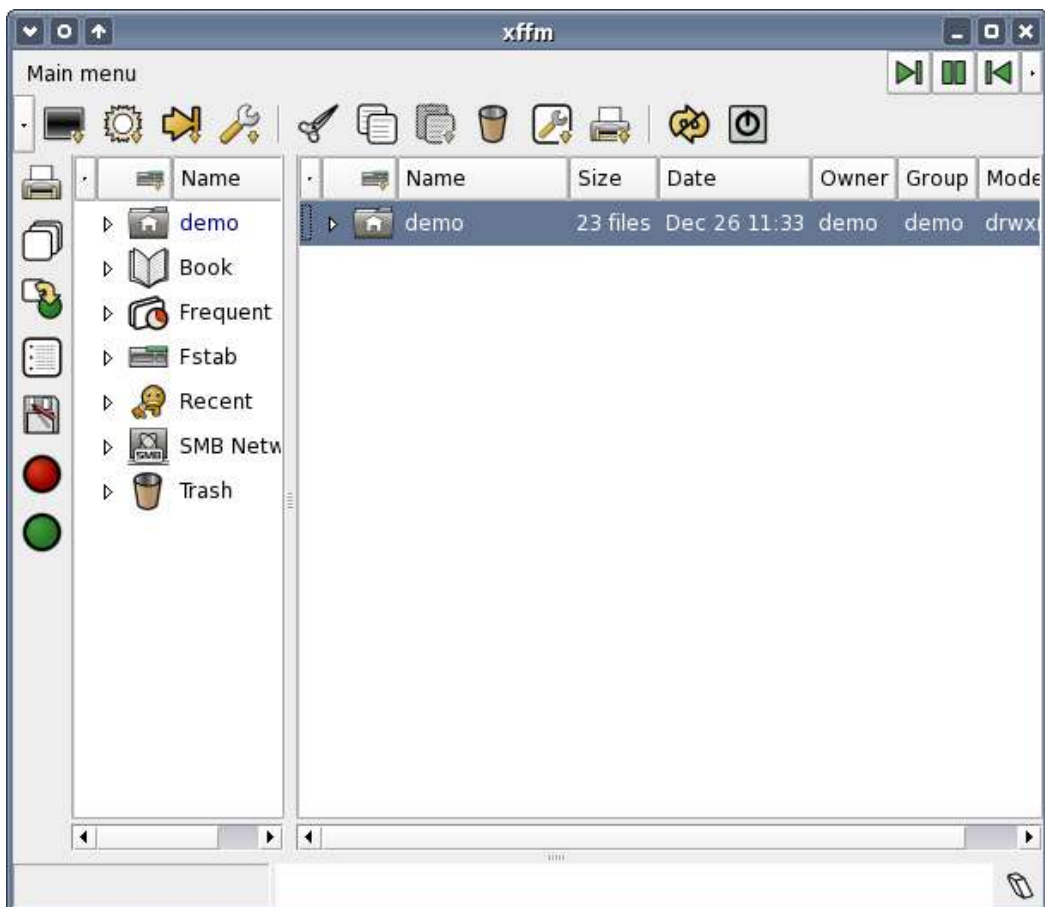 xffm
Main menu
Name Name Size Date Owner Group Mode
demo demo 23 files Dec 26 11:33 demo demo drwx
Book
Frequent
Fstab
Recent
SMB Netw
SMB
Trash